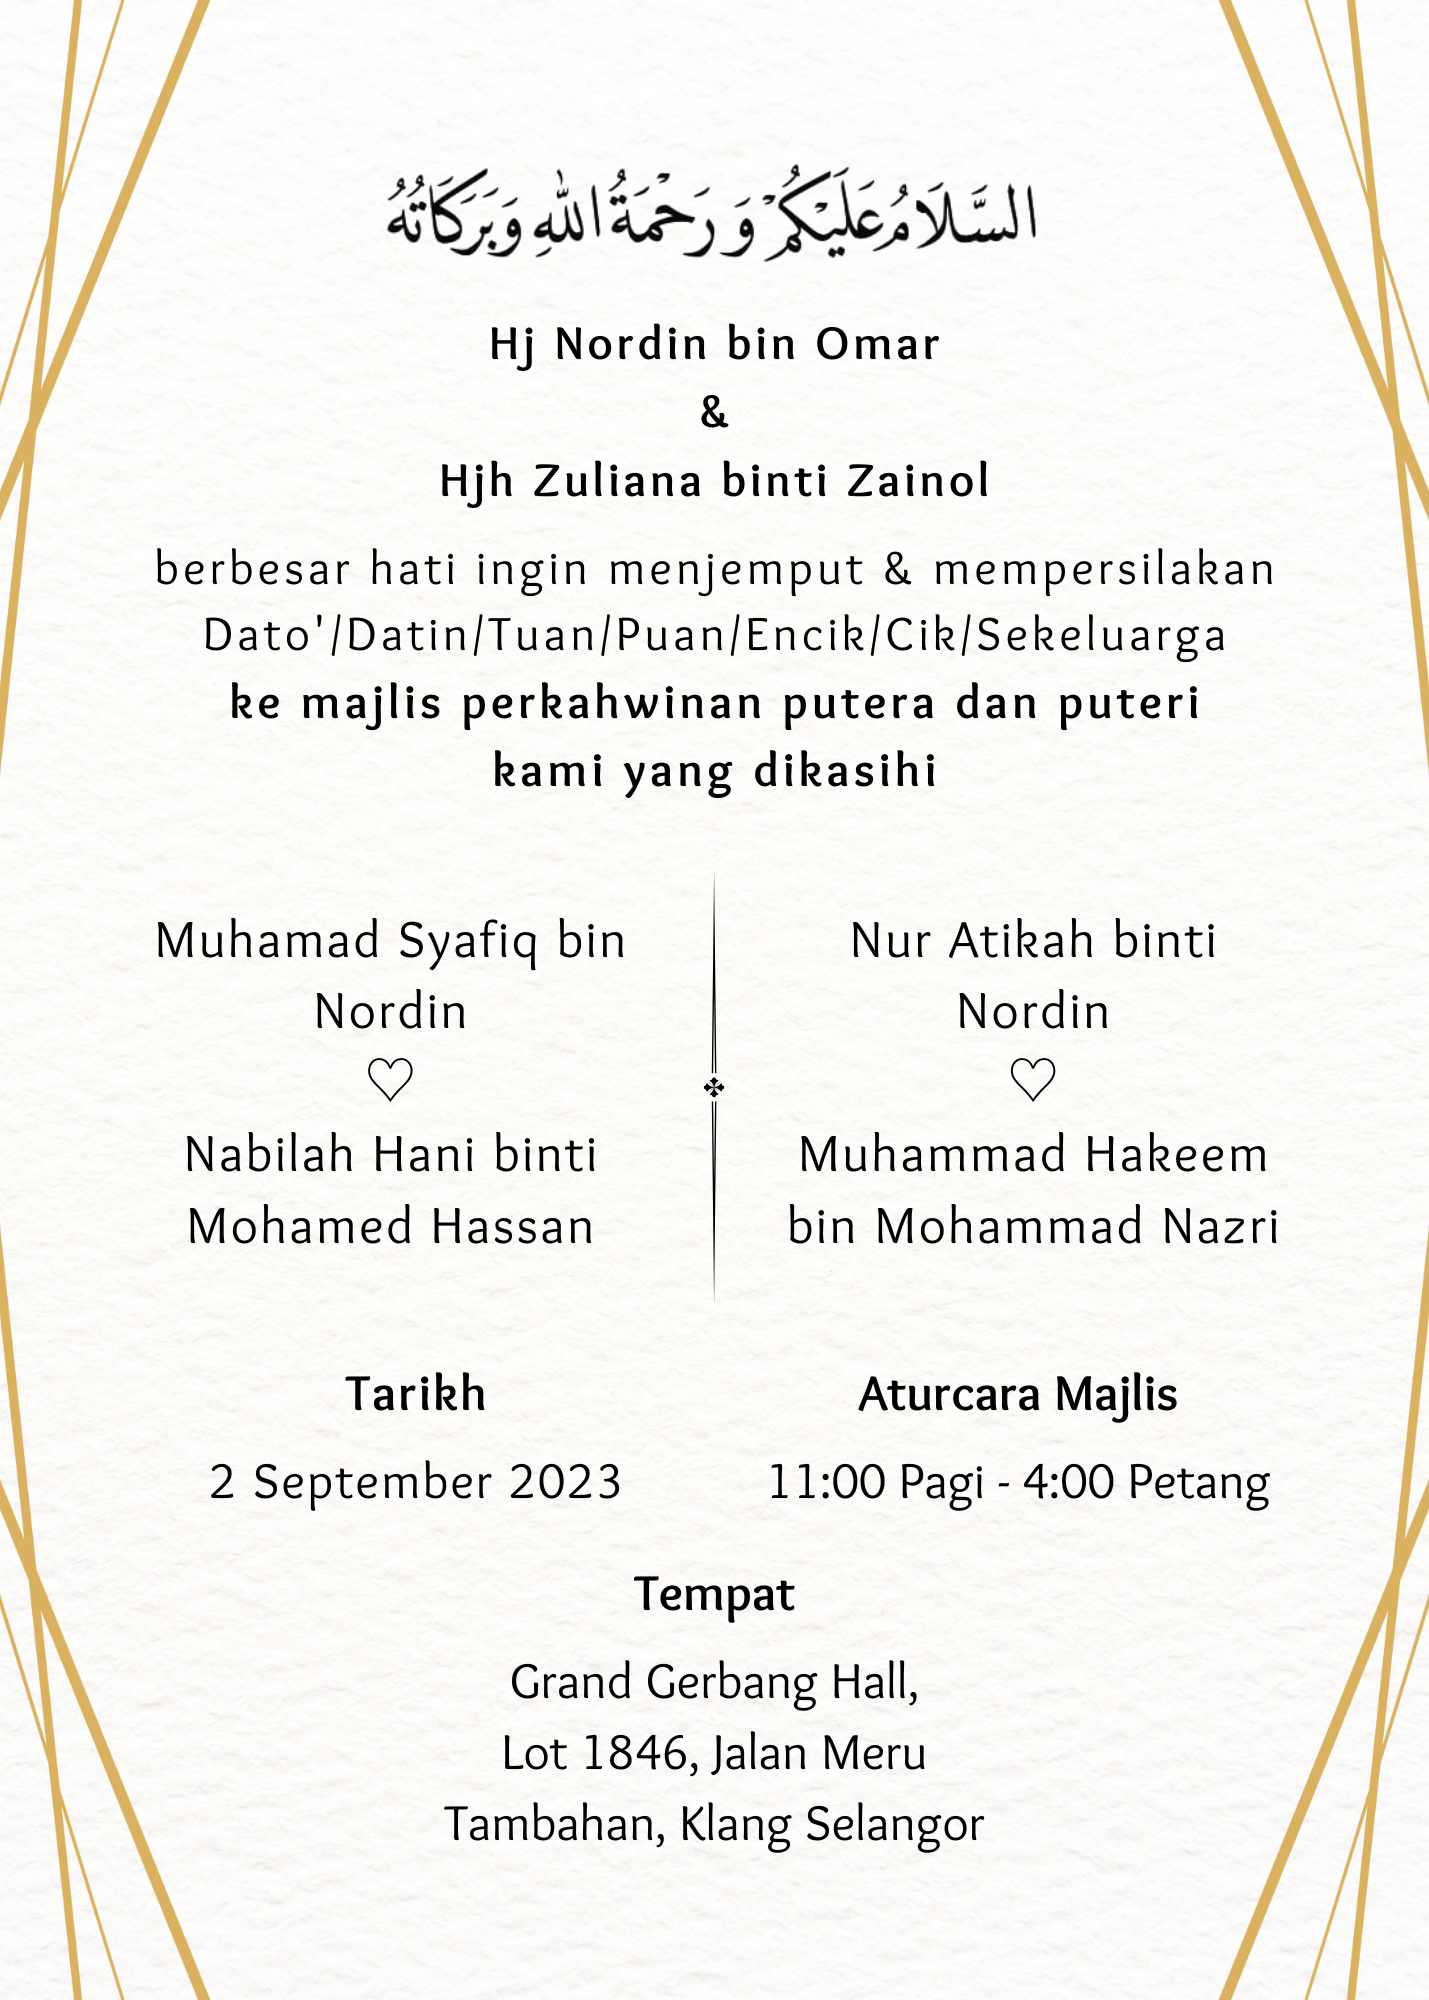 السَّلَامُ عَلَيْكُمْ وَ رَحْمَةُ اللهِ وَبَرَكَاتُهُ
Hj Nordin bin Omar
&
Hjh Zuliana binti Zainol
berbesar hati ingin menjemput & mempersilakan
Dato'/Datin/Tuan/Puan/Encik/Cik/Sekeluarga
ke majlis perkahwinan putera dan puteri
kami yang dikasihi
Muhamad Syafiq bin
Nordin
♡
Nabilah Hani binti
Mohamed Hassan
Nur Atikah binti
Nordin
♡
Muhammad Hakeem
bin Mohammad Nazri
Tarikh
2 September 2023
Aturcara Majlis
11:00 Pagi - 4:00 Petang
Tempat
Grand Gerbang Hall,
Lot 1846, Jalan Meru
Tambahan, Klang Selangor